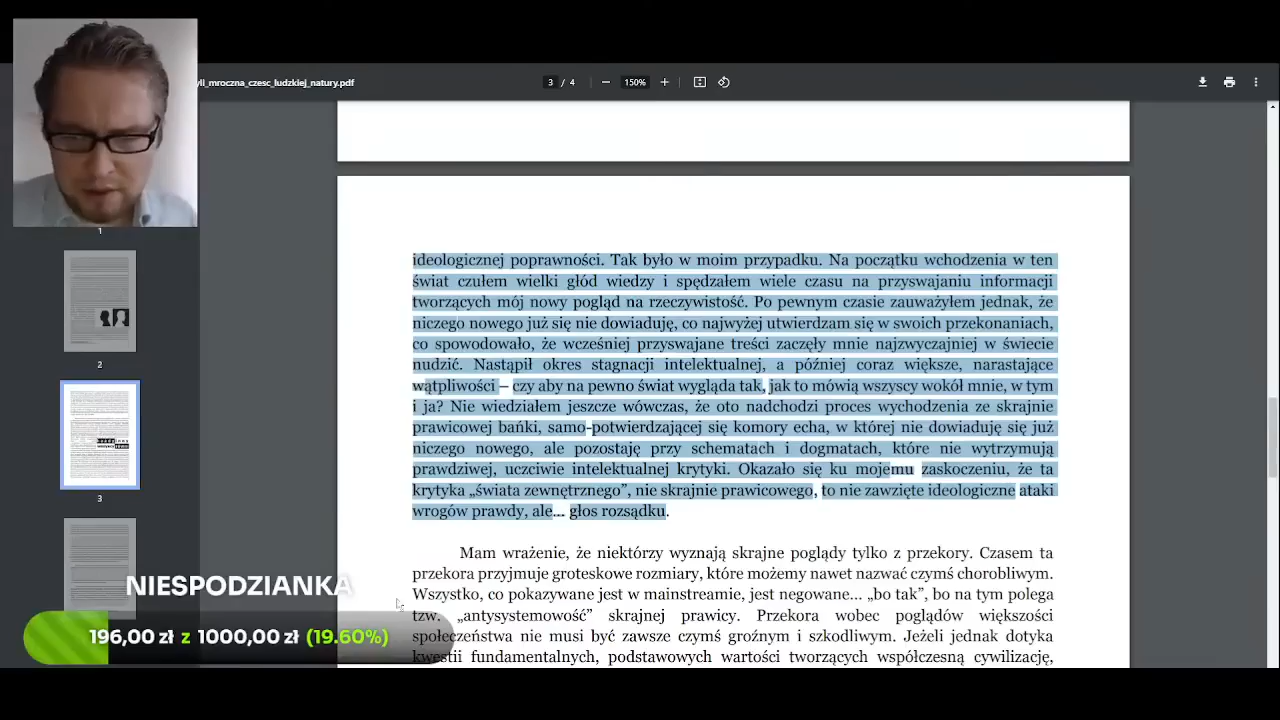 yli_mroczna_czesc_ludzkiej_natury.pdf
3 / 4
150%
1
2
3
ideologicznej poprawności. Tak było w moim przypadku. Na początku wchodzenia w ten
świat czułem wielki głód wiedzy i spędzałem wiele czasu na przyswajaniu informacji
tworzących mój nowy pogląd na rzeczywistość. Po pewnym czasie zauważyłem jednak, że
niczego nowego już się nie dowiaduję, co najwyżej utwierdzam się w swoich przekonaniach,
co spowodowało, że wcześniej przyswajane treści zaczęły mnie najzwyczajniej w świecie
nudzić. Nastąpił okres stagnacji intelektualnej, a później coraz większe, narastające
wątpliwości – czy aby na pewno świat wygląda tak, jak to mówią wszyscy wokół mnie, w tym
i ja? Nie wiedziałem jeszcze wówczas, że oto nadchodzi proces wychodzenia ze skrajnie
prawicowej bańki, samo-potwierdzającej się komory echa, w której nie dowiaduję się już
niczego nowego, ale pozostaję przy schematach i dogmatach, które nie wytrzymują
prawdziwej, uczciwie intelektualnej krytyki. Okazało się ku mojemu zaskoczeniu, że ta
krytyka „świata zewnętrznego”, nie skrajnie prawicowego, to nie zawzięte ideologiczne ataki
wrogów prawdy, ale... głos rozsądku.
Mam wrażenie, że niektórzy wyznają skrajne poglądy tylko z przekory. Czasem ta
przekora przyjmuje groteskowe rozmiary, które możemy nawet nazwać czymś chorobliwym.
Wszystko, co pokazywane jest w mainstreamie, jest negowane... „bo tak”, bo na tym polega
tzw. „antysystemowość” skrajnej prawicy. Przekora wobec poglądów większości
społeczeństwa nie musi być zawsze czymś groźnym i szkodliwym. Jeżeli jednak dotyka
kwestii fundamentalnych, podstawowych wartości tworzących współczesną cywilizację,
NIESPODZIANKA
196,00 zł z 1000,00 zł (19.60%)